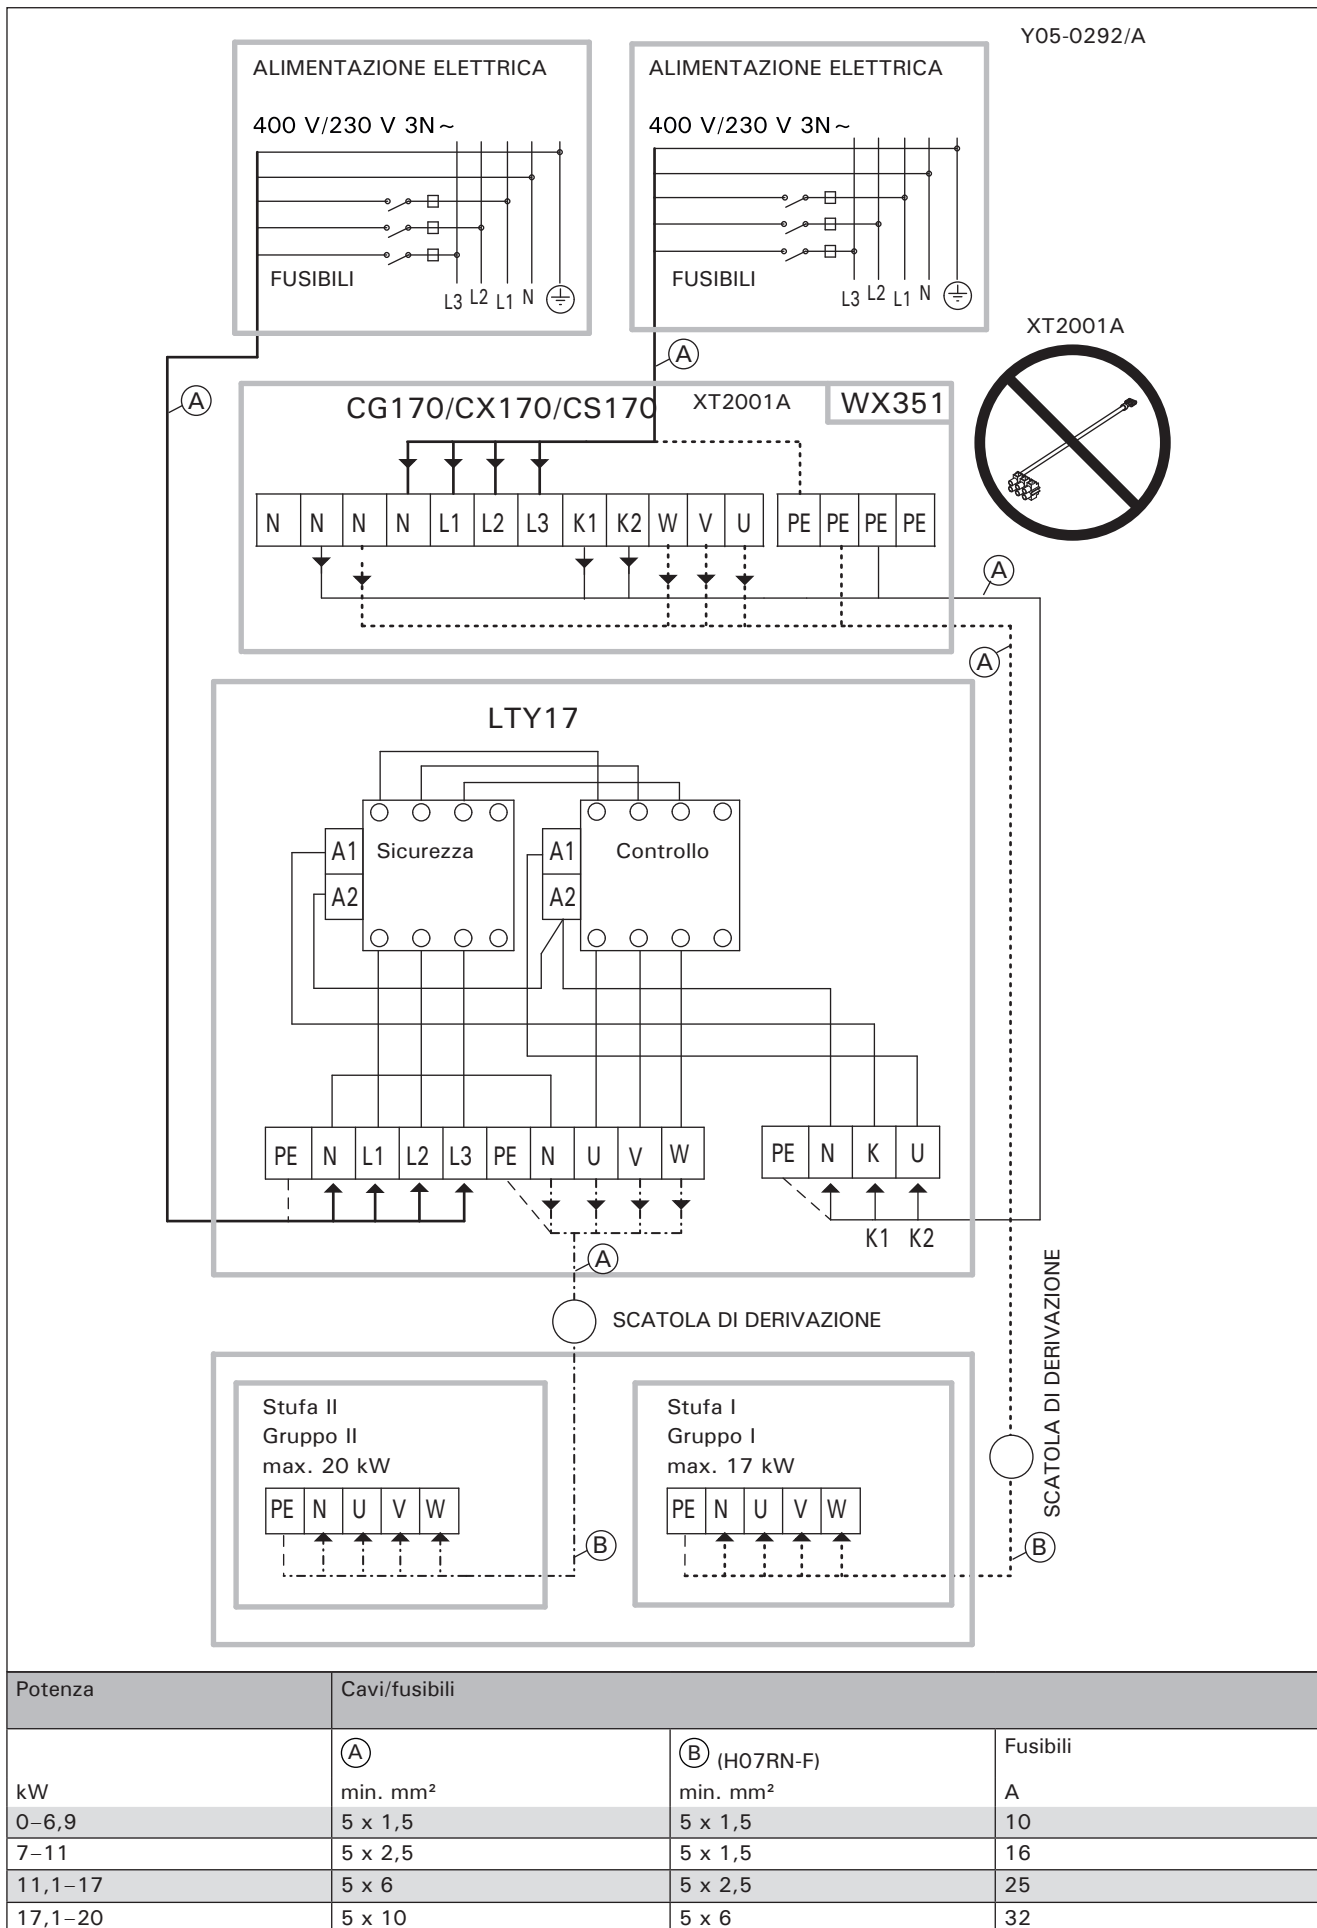 Y05-0292/A
ALIMENTAZIONE ELETTRICA
400 V/230 V 3N~
FUSIBILI
L3 L2 L1 N
ALIMENTAZIONE ELETTRICA
400 V/230 V 3N~
FUSIBILI
L3 L2 L1 N
XT2001A
A
A
CG170/CX170/CS170
XT2001A
WX351
N N N N L1 L2 L3 K1 K2 W V U PE PE PE PE
A
A
LTY17
A1 Sicurezza
A2
A1 Controllo
A2
PE N L1 L2 L3 PE N U V W
PE N K U
K1 K2
A
SCATOLA DI DERIVAZIONE
SCATOLA DI DERIVAZIONE
Stufa II
Gruppo II
max. 20 kW
PE N U V W
B
Stufa I
Gruppo I
max. 17 kW
PE N U V W
B
Potenza Cavi/fusibili
A B (H07RN-F) Fusibili
kW min. mm² min. mm² A
0–6,9 5 x 1,5 5 x 1,5 10
7–11 5 x 2,5 5 x 1,5 16
11,1–17 5 x 6 5 x 2,5 25
17,1–20 5 x 10 5 x 6 32